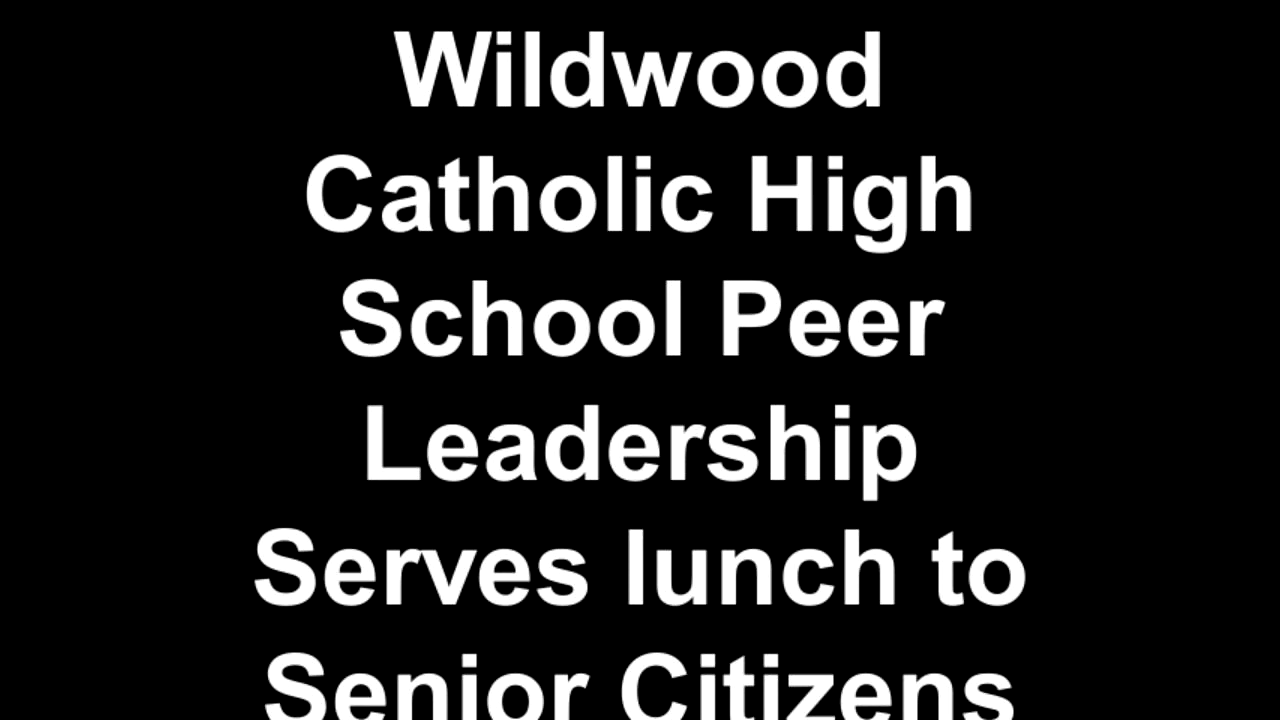 Wildwood
Catholic High
School Peer
Leadership
Serves lunch to
Senior Citizens